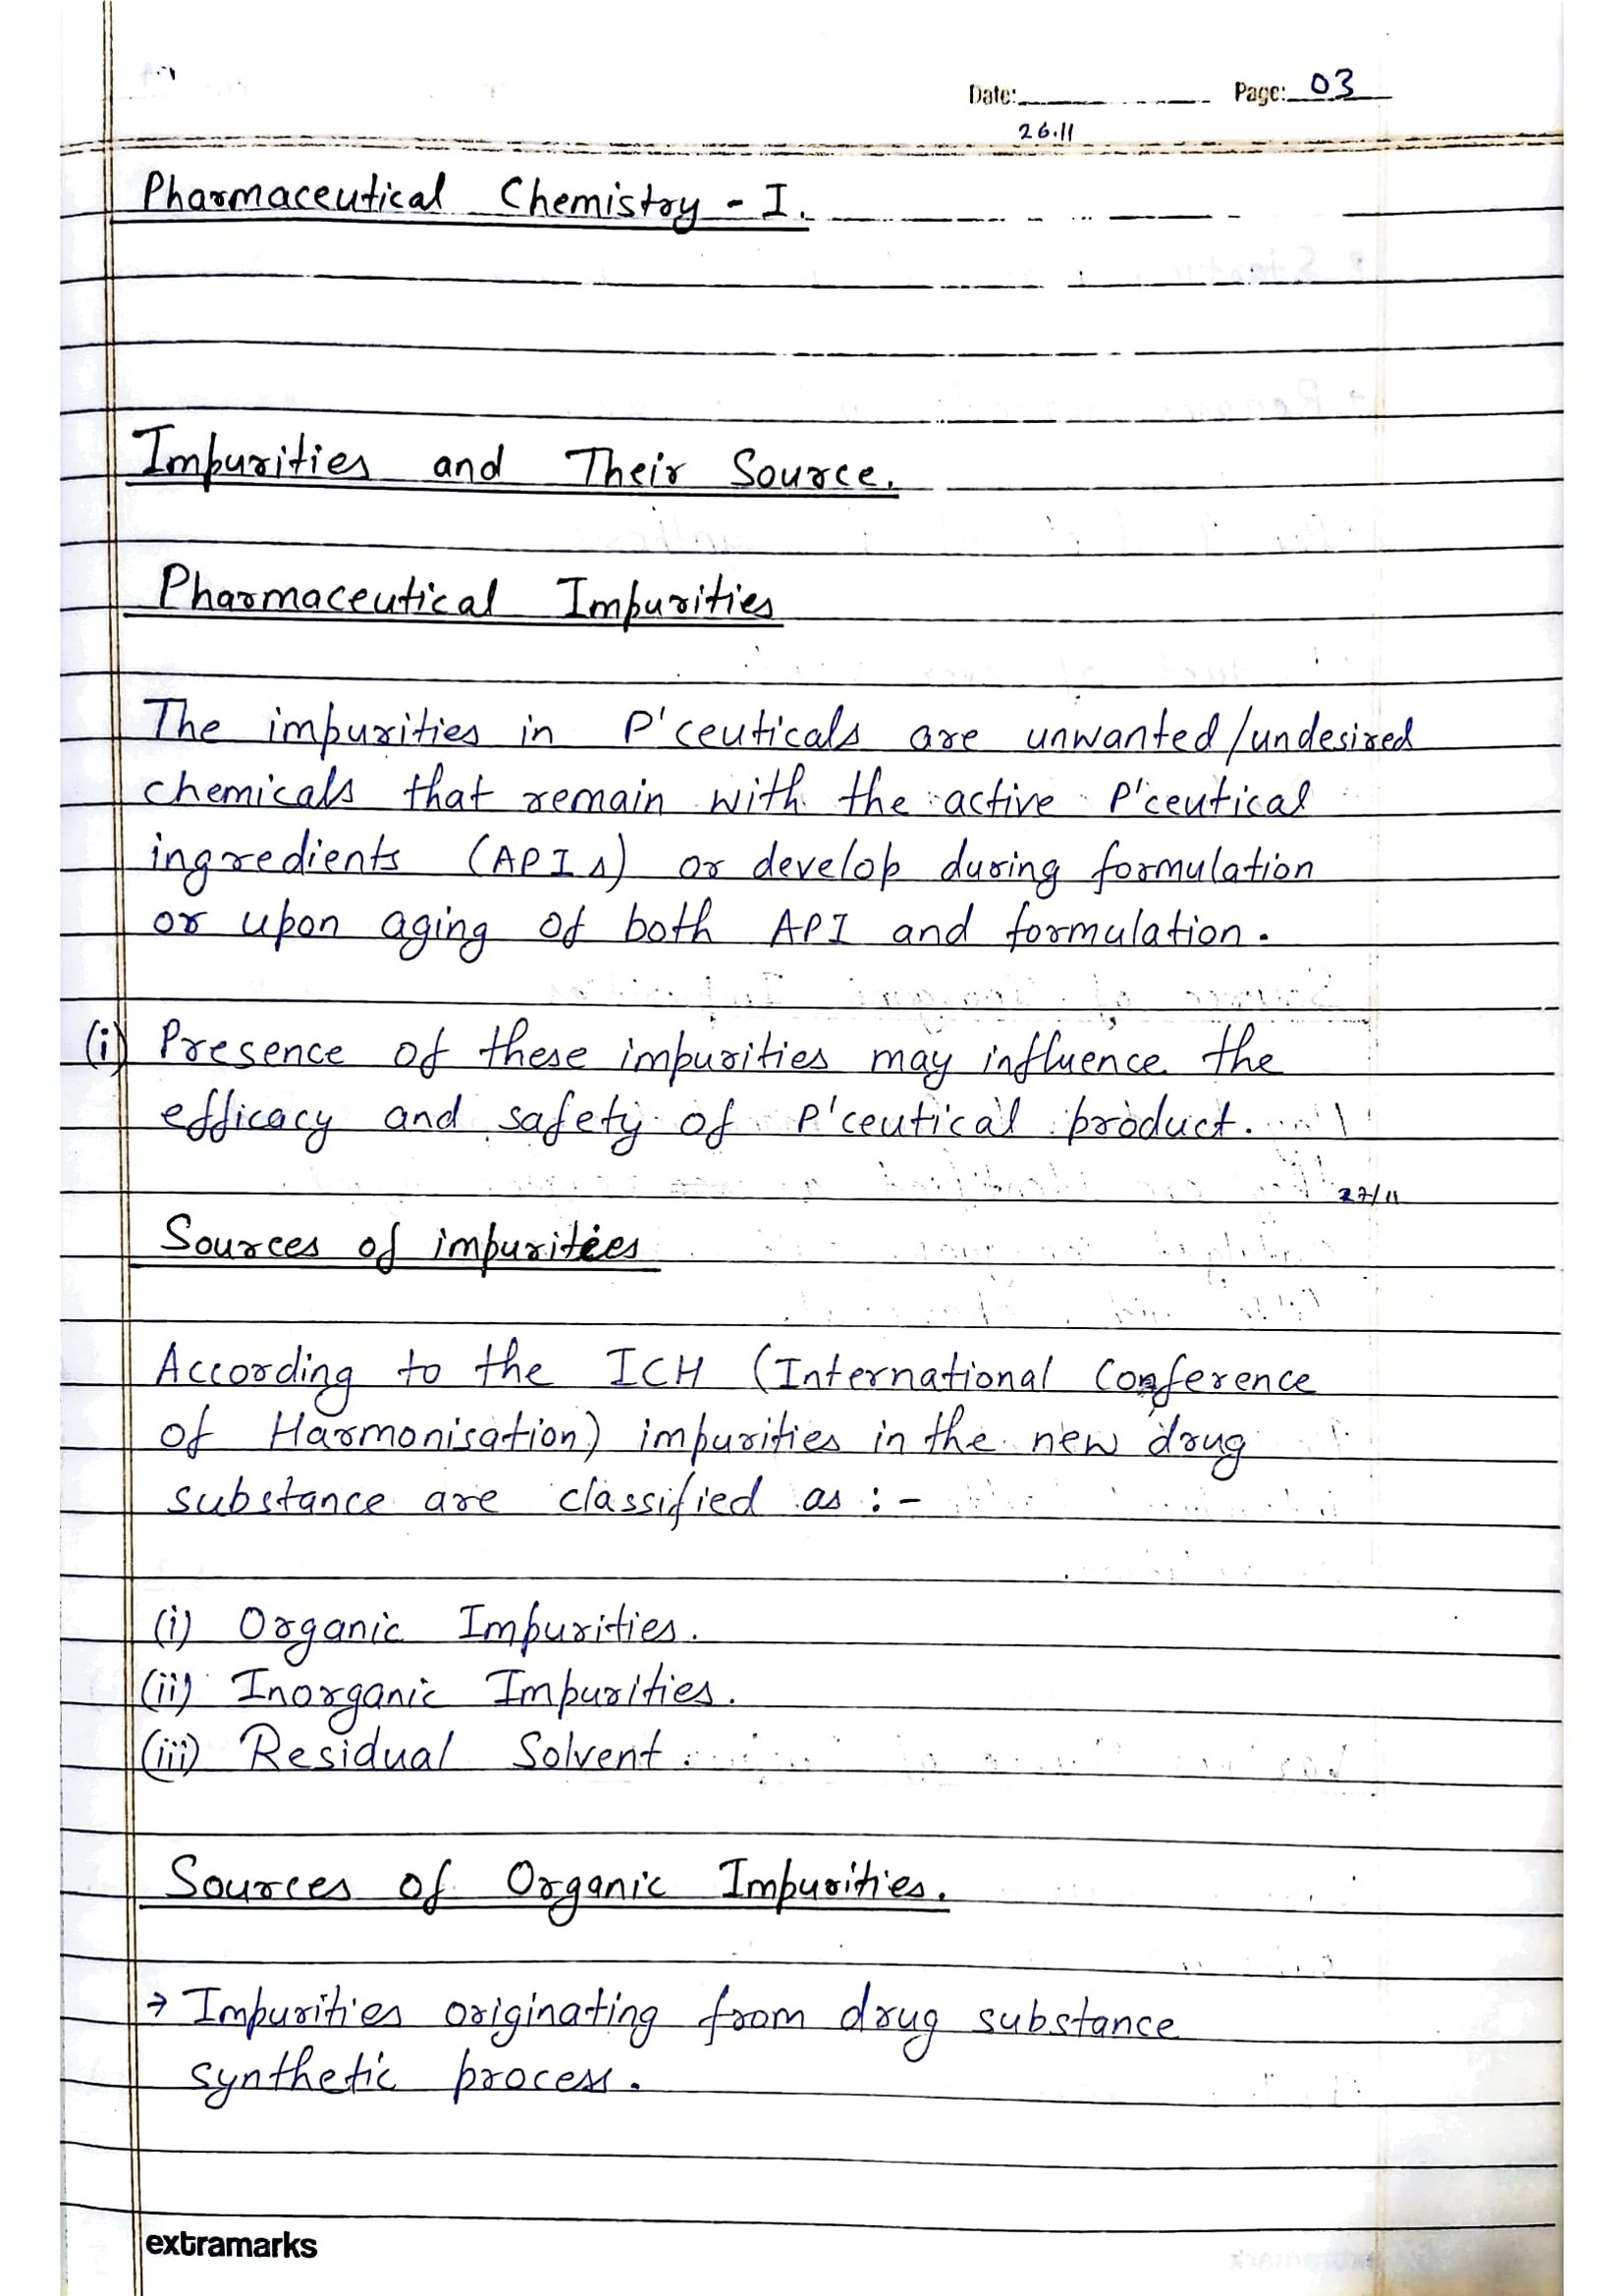 Date: Page: 03
26.11
Pharmaceutical Chemistry - I.
Impurities and Their Source.
Pharmaceutical Impurities
The impurities in P'ceuticals are unwanted/undesired
chemicals that remain with the active P'ceutical
ingredients (APIs) or develop during formulation
or upon aging of both API and formulation.
(i) Presence of these impurities may influence the
efficacy and safety of P'ceutical product.
27/11
Sources of impurities
According to the ICH (International Conference
of Harmonisation) impurities in the new drug
substance are classified as :-
(i) Organic Impurities.
(ii) Inorganic Impurities.
(iii) Residual Solvent.
Sources of Organic Impurities.
→ Impurities originating from drug substance
synthetic process.
extramarks